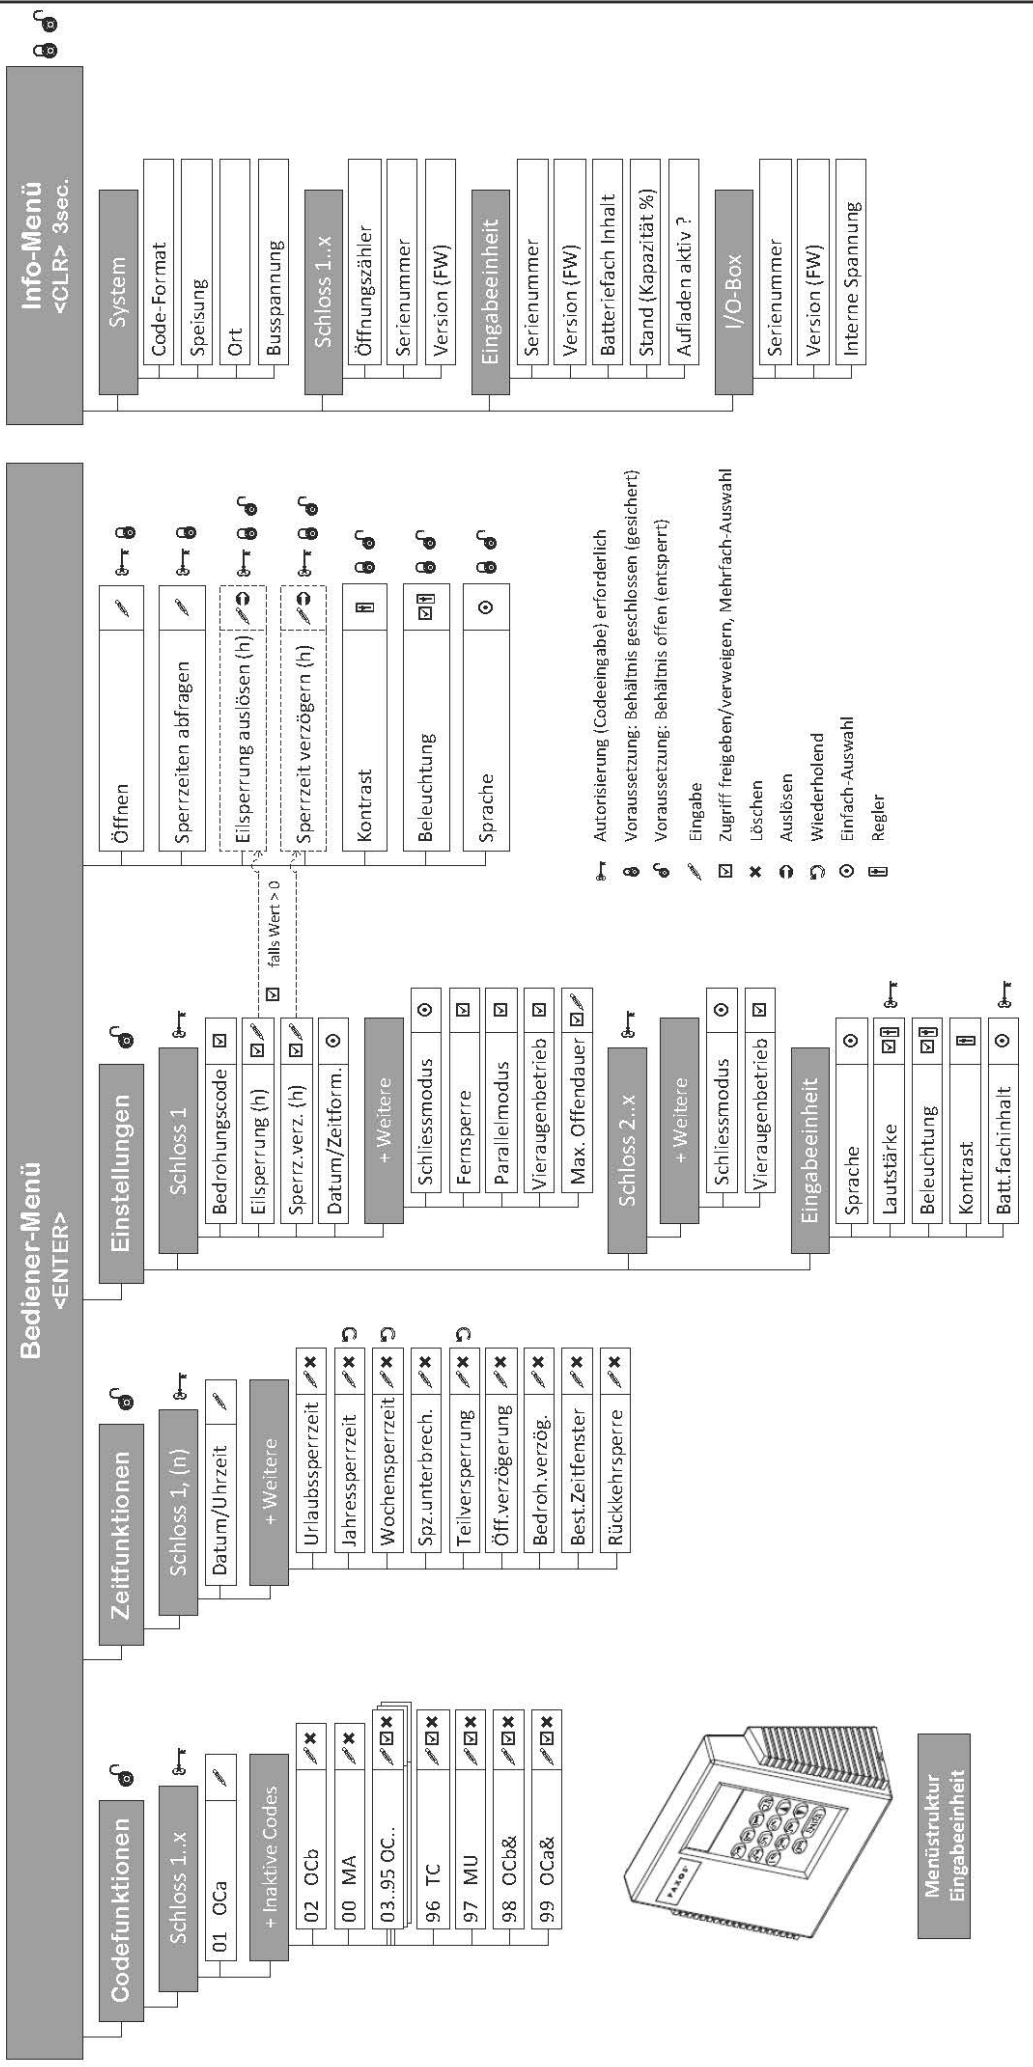 Bediener-Menü
<ENTER>
Codefunktionen
Schloss 1..x
01 OCa
+ Inaktive Codes
02 OCb
00 MA
03..95 OC..
96 TC
97 MU
98 OCb&
99 OCa&
Zeitfunktionen
Schloss 1, (n)
Datum/Uhrzeit
+ Weitere
Urlaubssperrzeit
Jahressperrzeit
Wochensperrzeit
Spz.unterbrech.
Teilversperrung
Öff.verzögerung
Bedroh.verzög.
Best.Zeitfenster
Rückkehrsperre
Einstellungen
Schloss 1
Bedrohungscode
Eilsperrung (h)
Sperz.verz. (h)
Datum/Zeitform.
falls Wert > 0
+ Weitere
Schliessmodus
Fernsperre
Parallelmodus
Vieraugenbetrieb
Max. Offendauer
Schloss 2..x
+ Weitere
Schliessmodus
Vieraugenbetrieb
Eingabeeinheit
Sprache
Lautstärke
Beleuchtung
Kontrast
Batt.fachinhalt
Öffnen
Sperrzeiten abfragen
Eilsperrung auslösen (h)
Sperrzeit verzögern (h)
Kontrast
Beleuchtung
Sprache
Autorisierung (Codeeingabe) erforderlich
Voraussetzung: Behältnis geschlossen (gesichert)
Voraussetzung: Behältnis offen (entsperrt)
Eingabe
Zugriff freigeben/verweigern, Mehrfach-Auswahl
Löschen
Auslösen
Wiederholend
Einfach-Auswahl
Regler
Info-Menü
<CLR> 3sec.
System
Code-Format
Speisung
Ort
Busspannung
Schloss 1..x
Öffnungszähler
Seriennummer
Version (FW)
Eingabeeinheit
Seriennummer
Version (FW)
Batteriefach Inhalt
Stand (Kapazität %)
Aufladen aktiv ?
I/O-Box
Seriennummer
Version (FW)
Interne Spannung
PAXOS
Menüstruktur
Eingabeeinheit